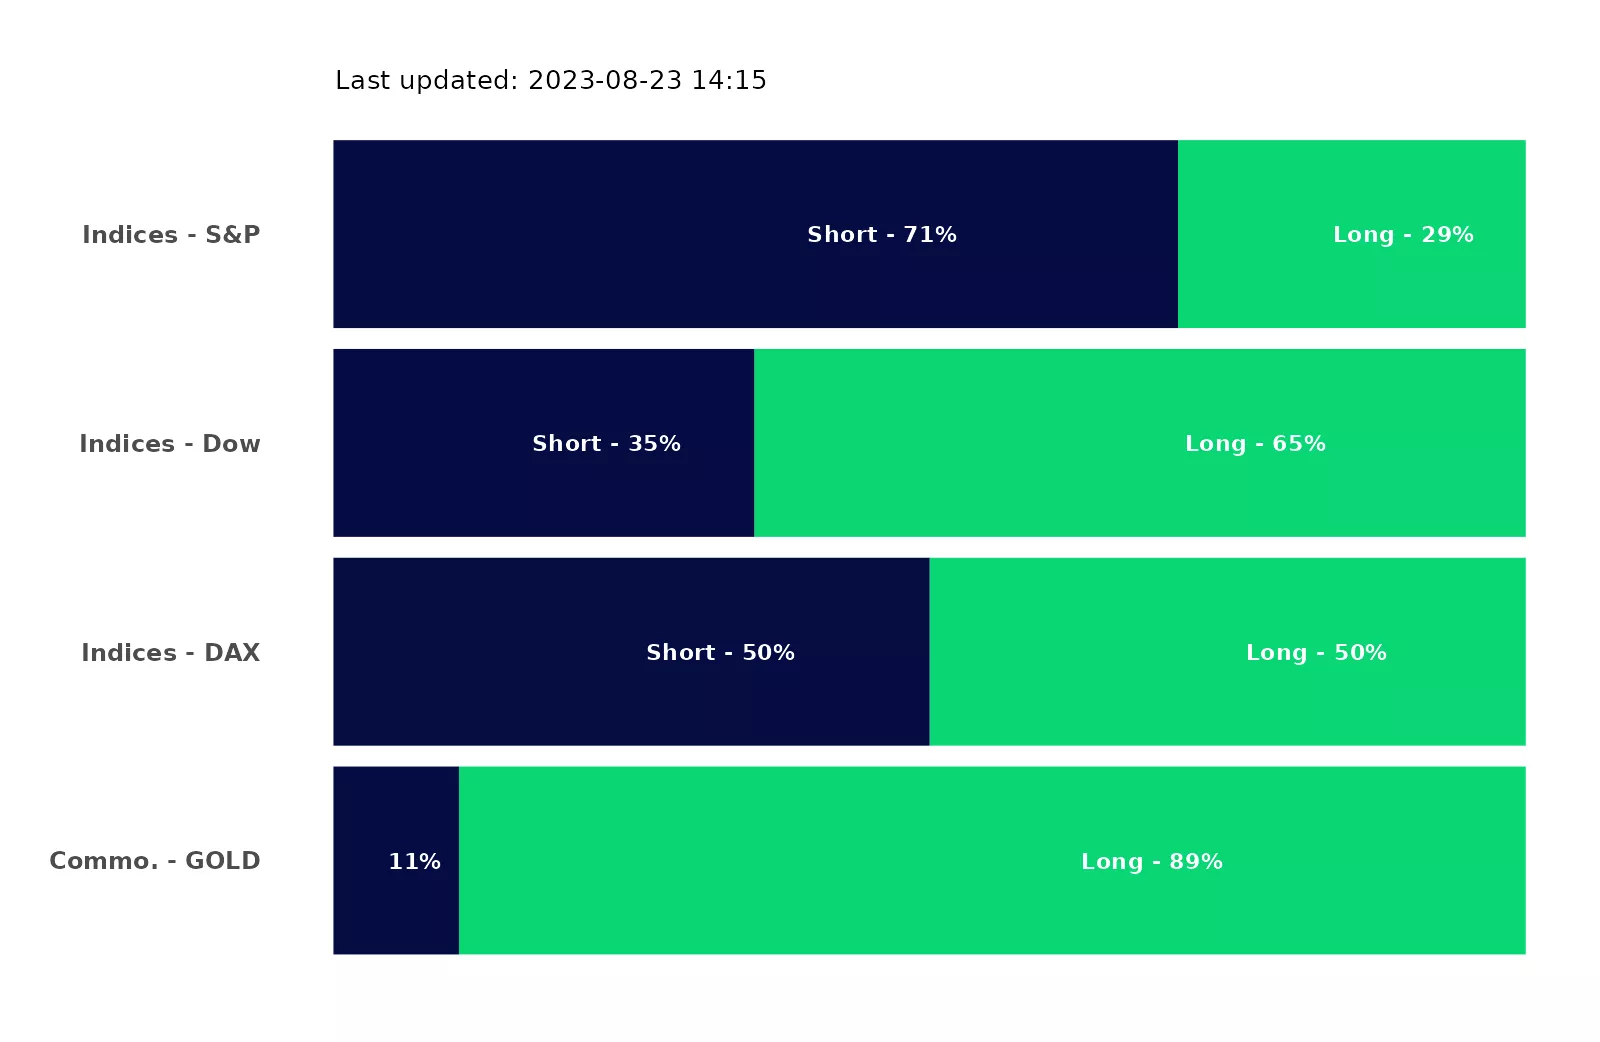 Last updated: 2023-08-23 14:15
Indices - S&P
Short - 71%
Long - 29%
Indices - Dow
Short - 35%
Long - 65%
Indices - DAX
Short - 50%
Long - 50%
Commo. - GOLD
11%
Long - 89%